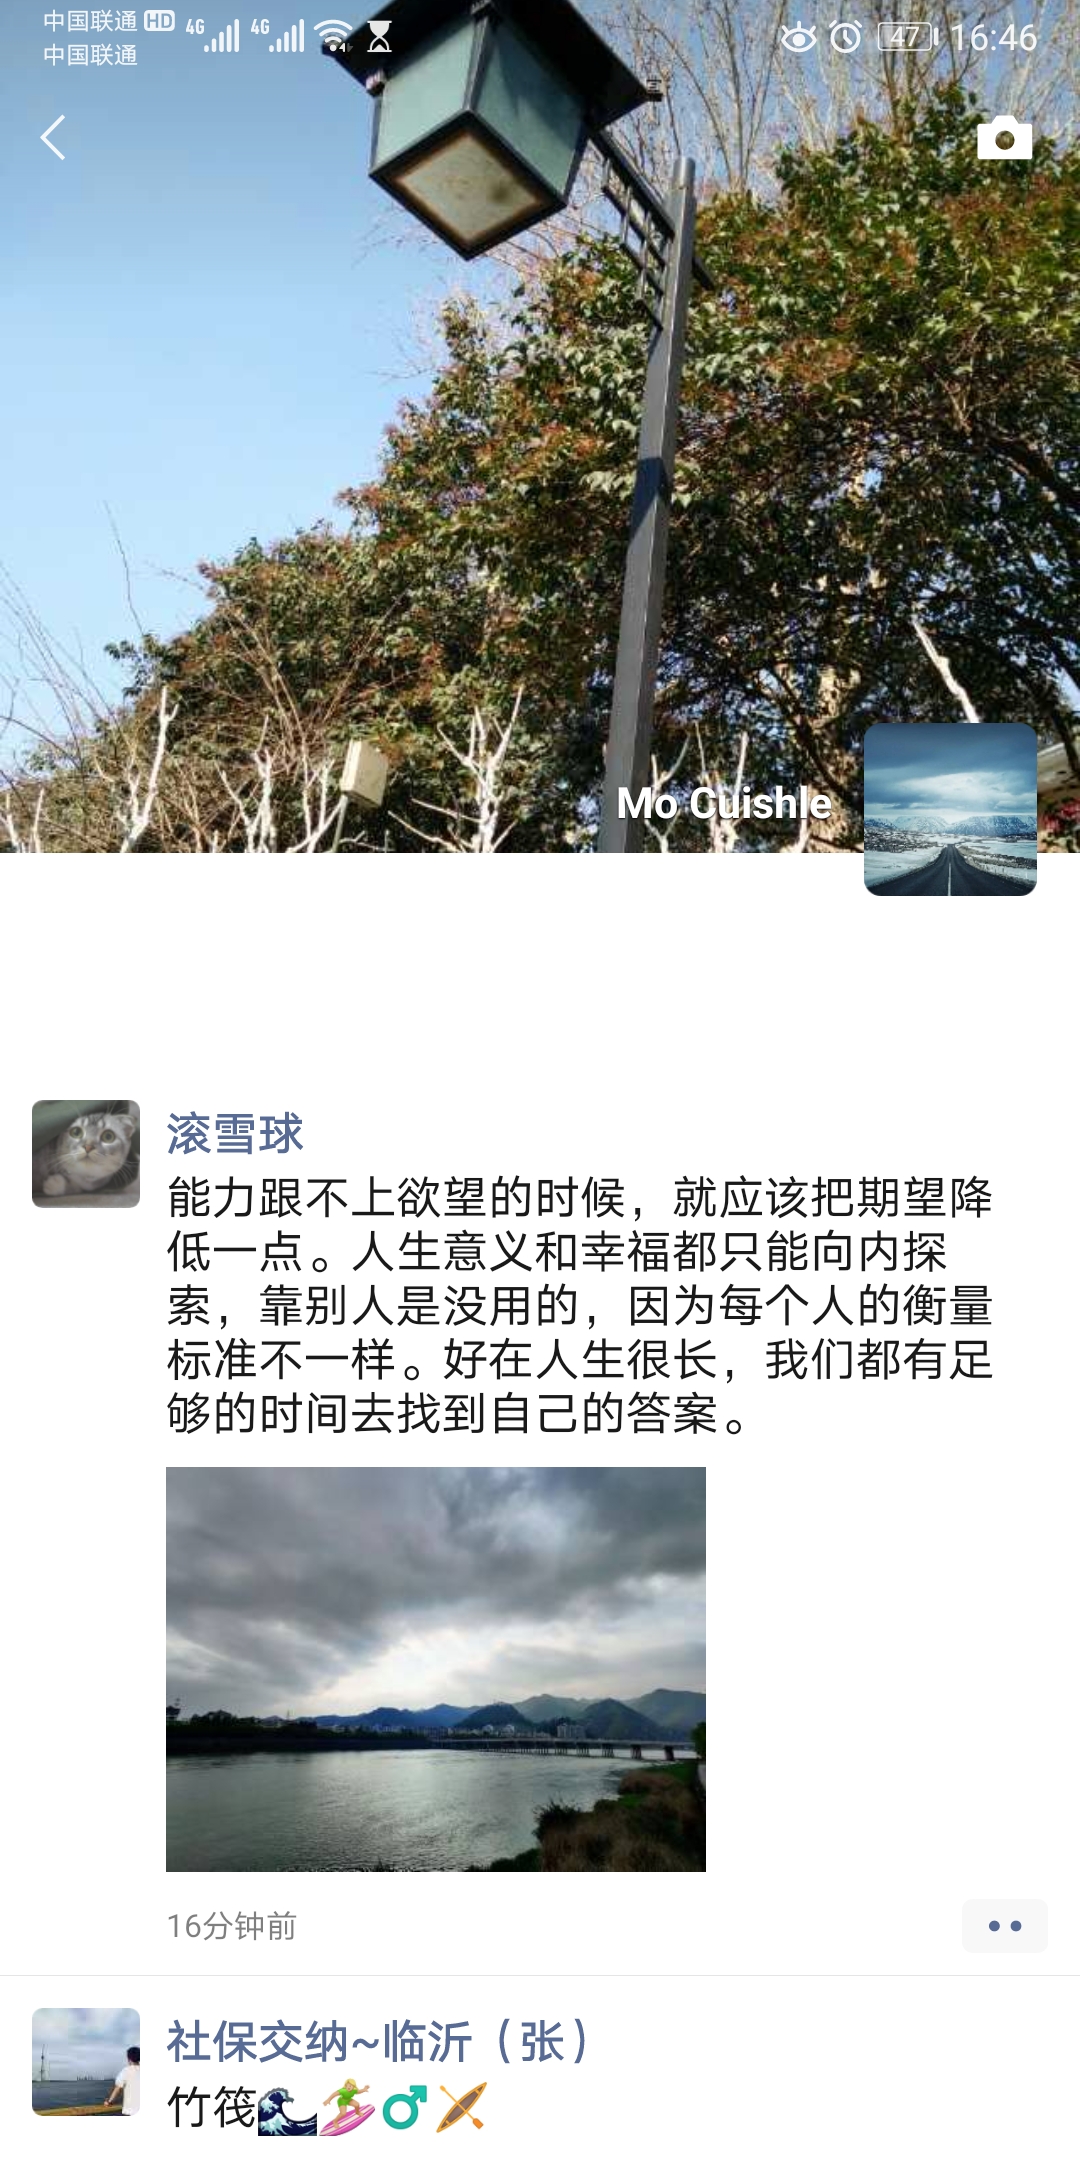 中国联通 HD 4G 4G 47 16:46
中国联通
Mo Cuishle
滚雪球
能力跟不上欲望的时候，就应该把期望降
低一点。人生意义和幸福都只能向内探
索，靠别人是没用的，因为每个人的衡量
标准不一样。好在人生很长，我们都有足
够的时间去找到自己的答案。
16分钟前
社保交纳~临沂（张）
竹筏🌊🏄🏼‍♂️🛶